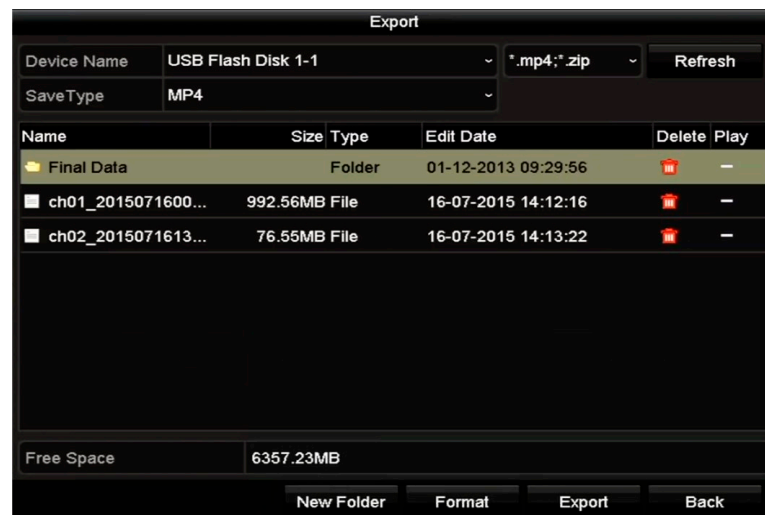 Export
Device Name USB Flash Disk 1-1 *.mp4;*.zip Refresh
SaveType MP4
Name Size Type Edit Date Delete Play
Final Data Folder 01-12-2013 09:29:56 –
ch01_2015071600... 992.56MB File 16-07-2015 14:12:16 –
ch02_2015071613... 76.55MB File 16-07-2015 14:13:22 –
Free Space 6357.23MB
New Folder Format Export Back